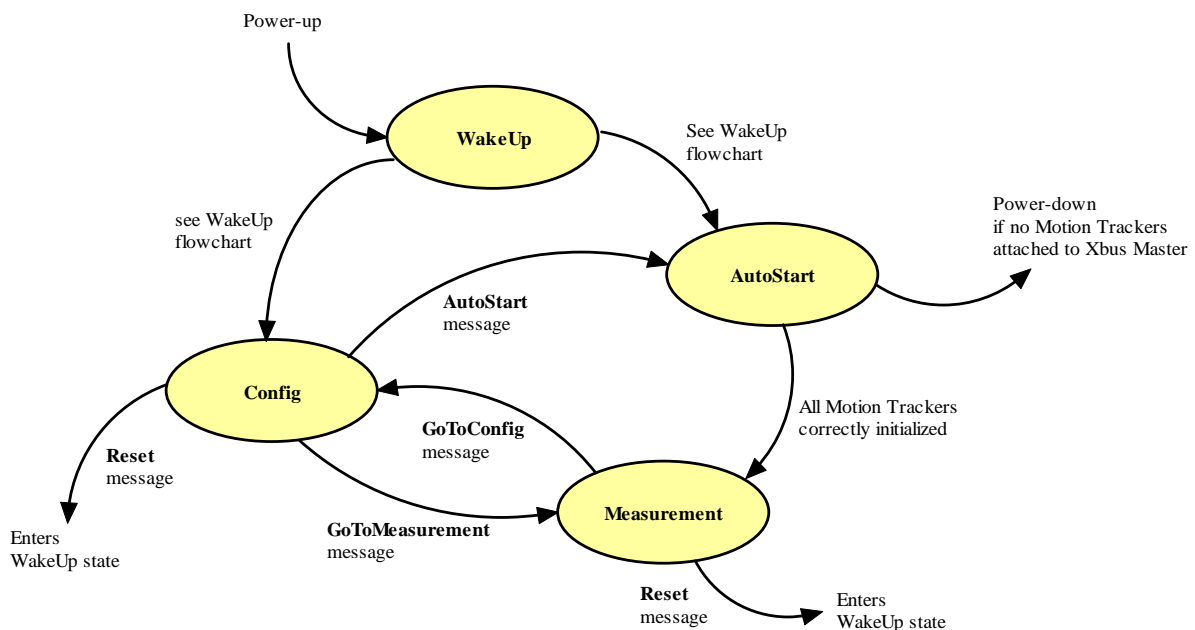 Power-up
WakeUp
See WakeUp
flowchart
see WakeUp
flowchart
Power-down
if no Motion Trackers
attached to Xbus Master
AutoStart
AutoStart
message
Config
All Motion Trackers
correctly initialized
GoToConfig
message
Reset
message
Measurement
GoToMeasurement
message
Enters
WakeUp state
Reset
message
Enters
WakeUp state